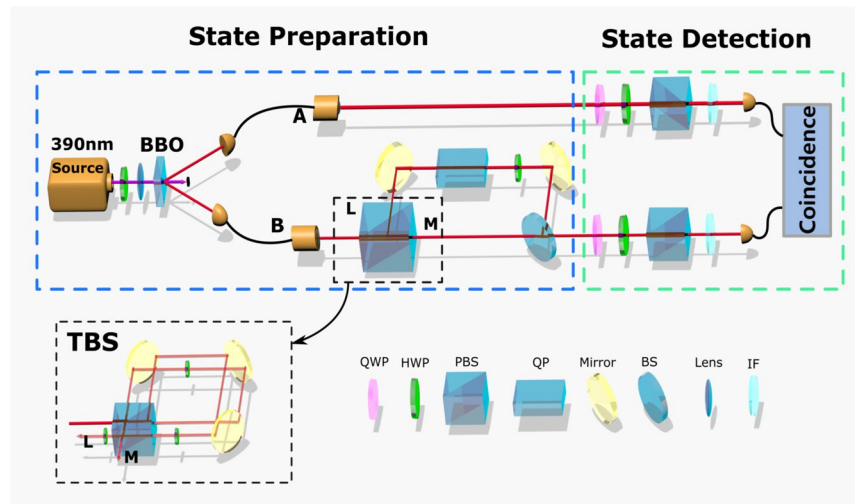 State Preparation
State Detection
390nm
BBO
Source
A
B
L
M
Coincidence
TBS
L
M
QWP
HWP
PBS
QP
Mirror
BS
Lens
IF